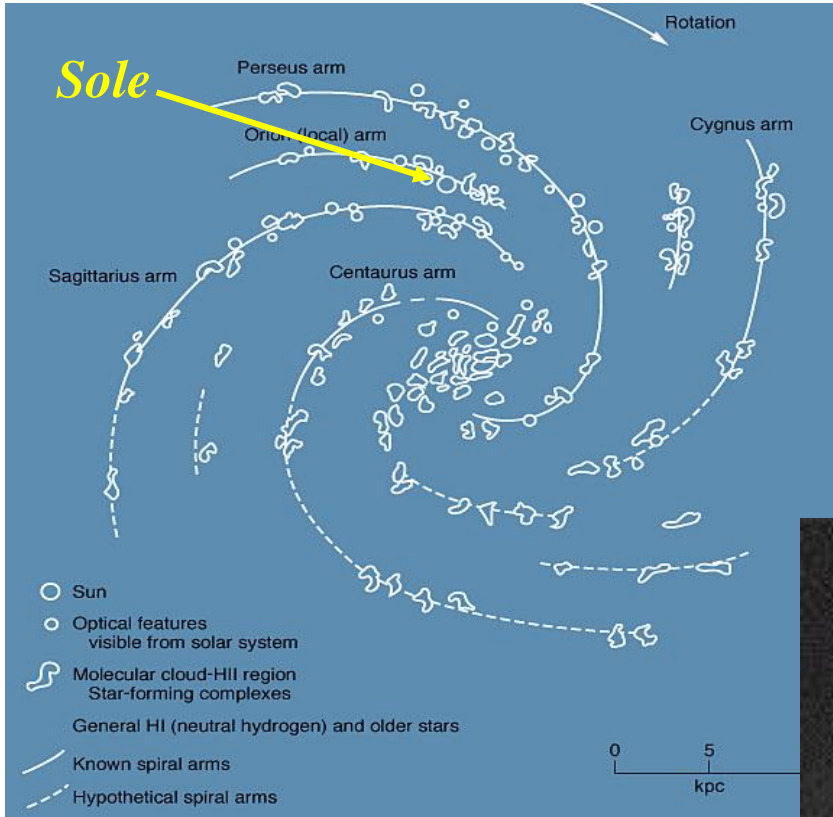 Rotation
Perseus arm
Sole
Orion (local) arm
Cygnus arm
Sagittarius arm
Centaurus arm
Sun
Optical features
visible from solar system
Molecular cloud-HII region
Star-forming complexes
General HI (neutral hydrogen) and older stars
Known spiral arms
Hypothetical spiral arms
0 5
kpc